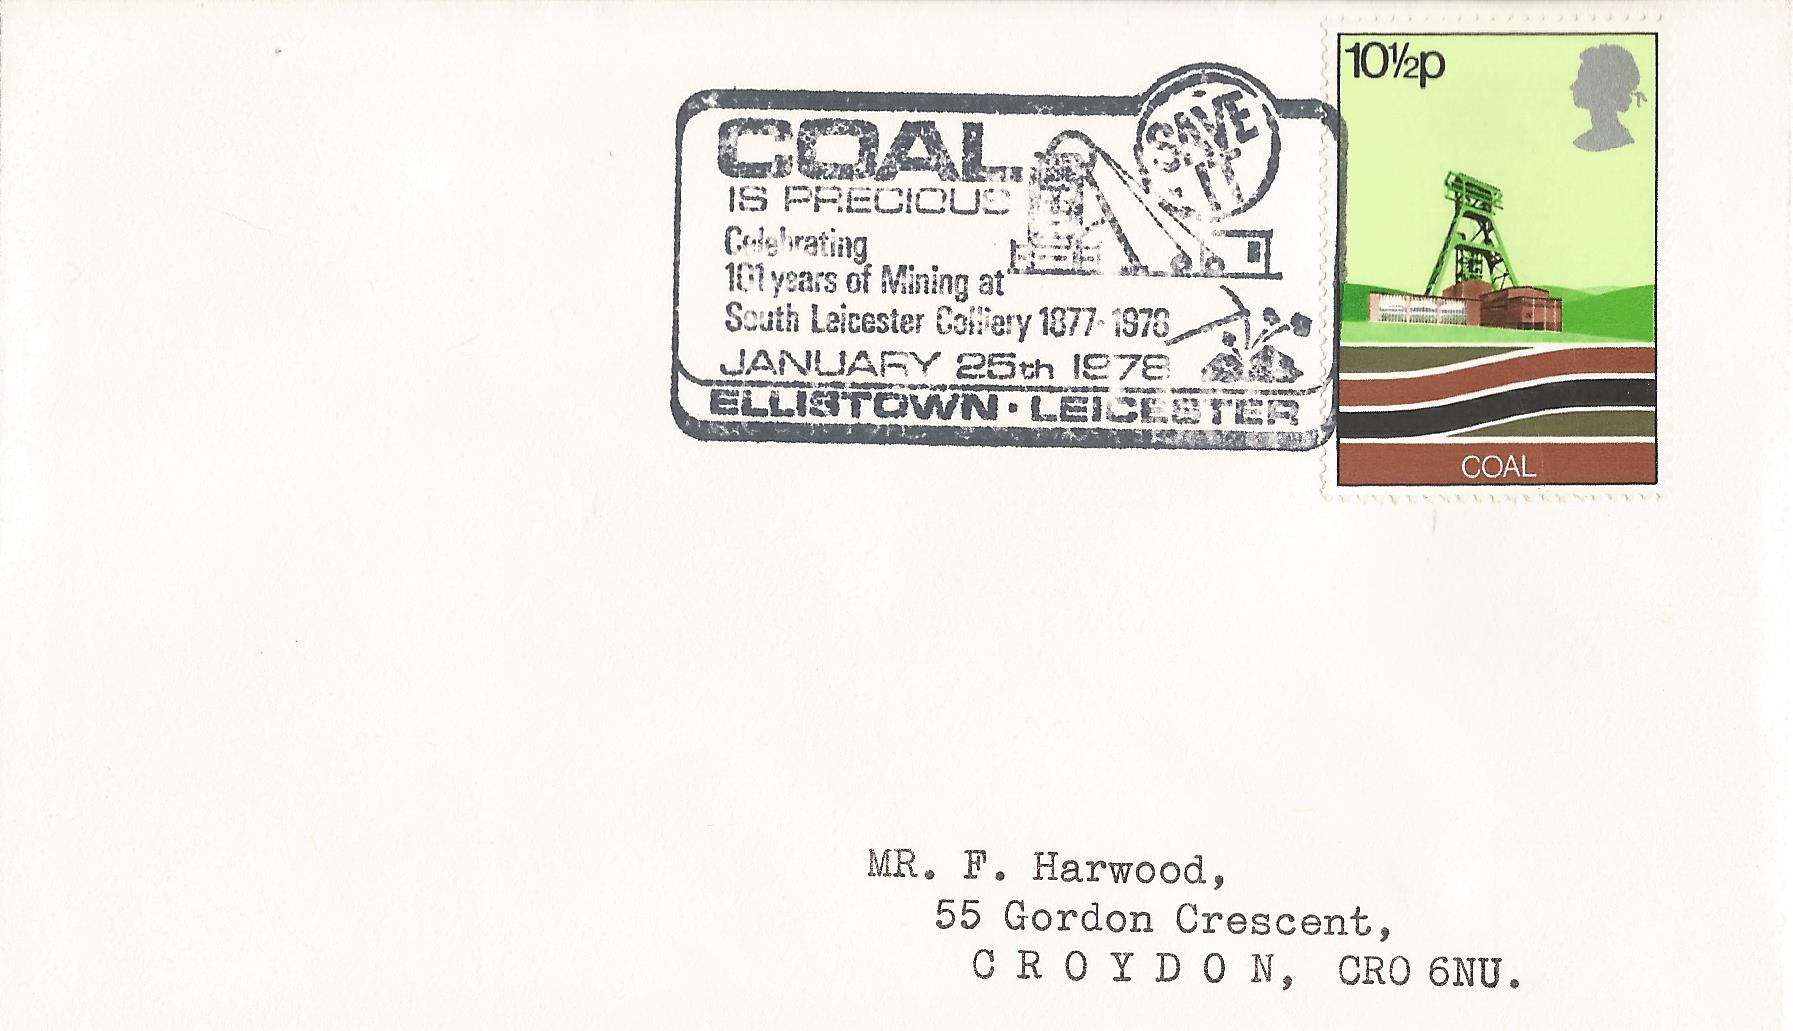 10½p
SAVE
IT
COAL
IS PRECIOUS
Celebrating
101 years of Mining at
South Leicester Colliery 1877-1978
JANUARY 25th 1978
ELLISTOWN · LEICESTER
COAL
MR. F. Harwood,
55 Gordon Crescent,
C R O Y D O N, CRO 6NU.